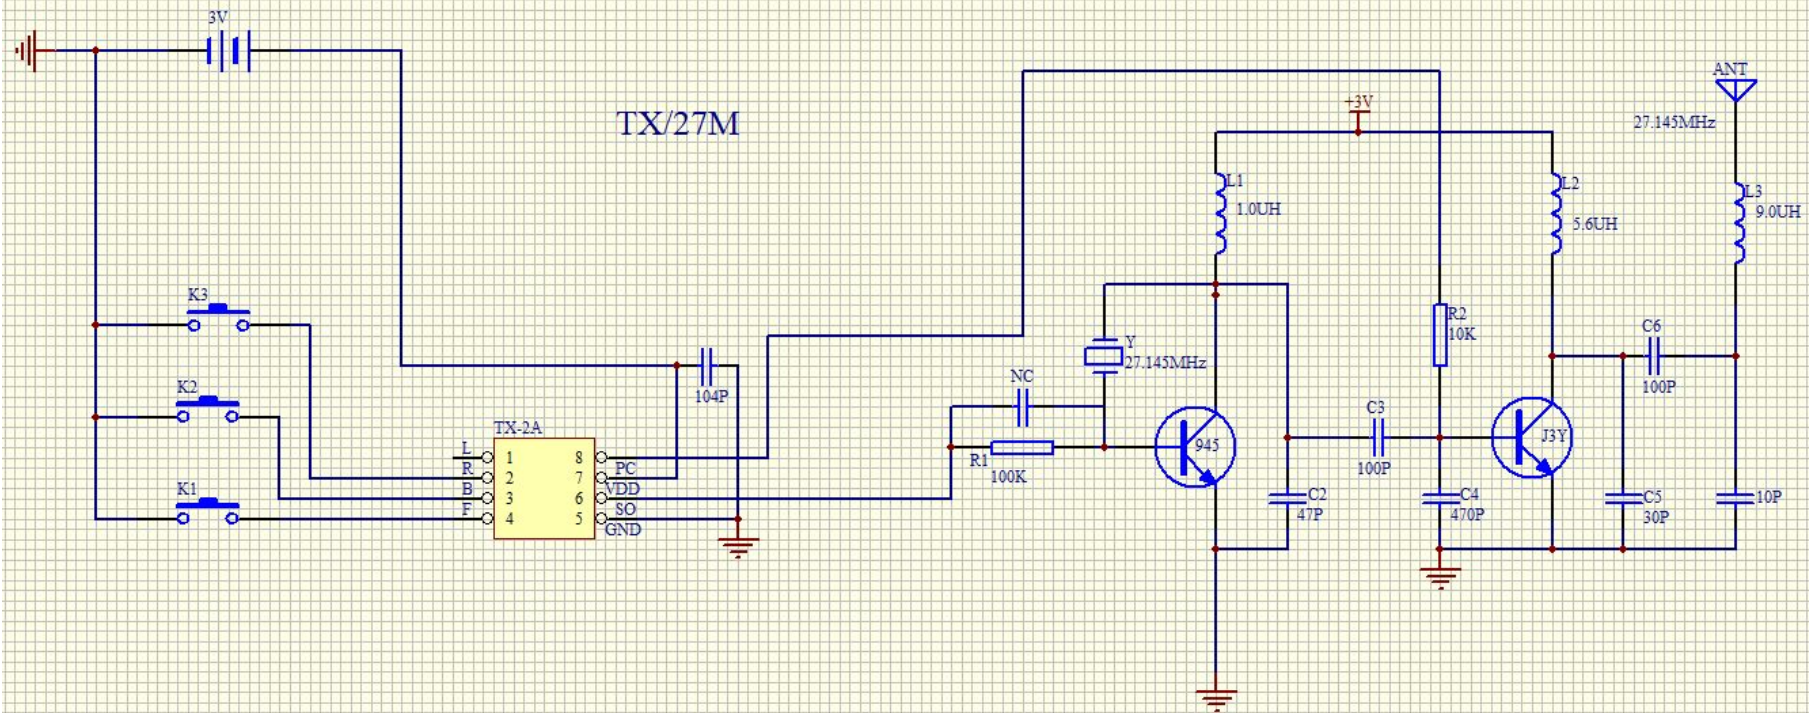 3V
ANT
+3V
TX/27M
27.145MHz
L1
1.0UH
L2
5.6UH
L3
9.0UH
K3
R2
10K
C6
100P
Y
27.145MHz
NC
104P
K2
C3
100P
TX-2A
945
J3Y
R1
100K
L 1 8
PC
R 2 7
VDD
B 3 6
SO
F 4 5
GND
K1
C2
47P
C4
470P
C5
30P
10P